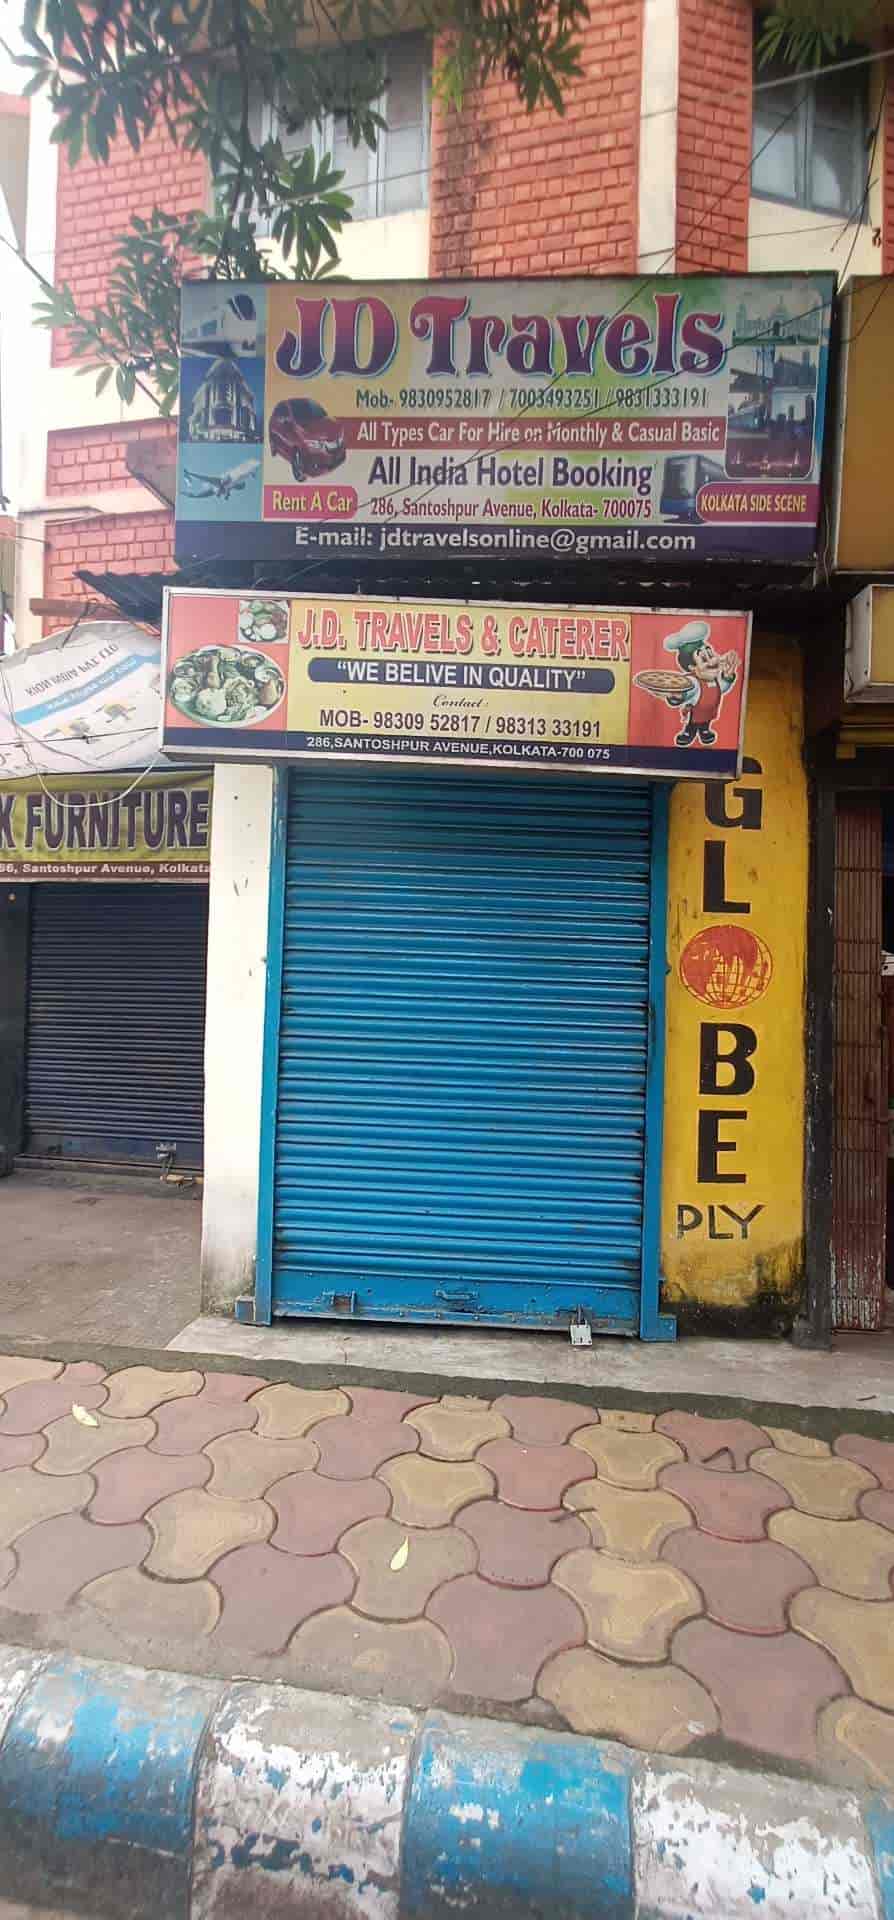 JD Travels
Mob- 9830952817 / 7003493251 / 9831333191
All Types Car For Hire on Monthly & Casual Basic
All India Hotel Booking
Rent A Car
286, Santoshpur Avenue, Kolkata- 700075
KOLKATA SIDE SCENE
E-mail: jdtravelsonline@gmail.com
J.D. TRAVELS & CATERER
"WE BELIVE IN QUALITY"
Contact:
MOB- 98309 52817 / 98313 33191
286,SANTOSHPUR AVENUE,KOLKATA-700 075
K FURNITURE
Santoshpur Avenue, Kolkata
GLOBE
PLY